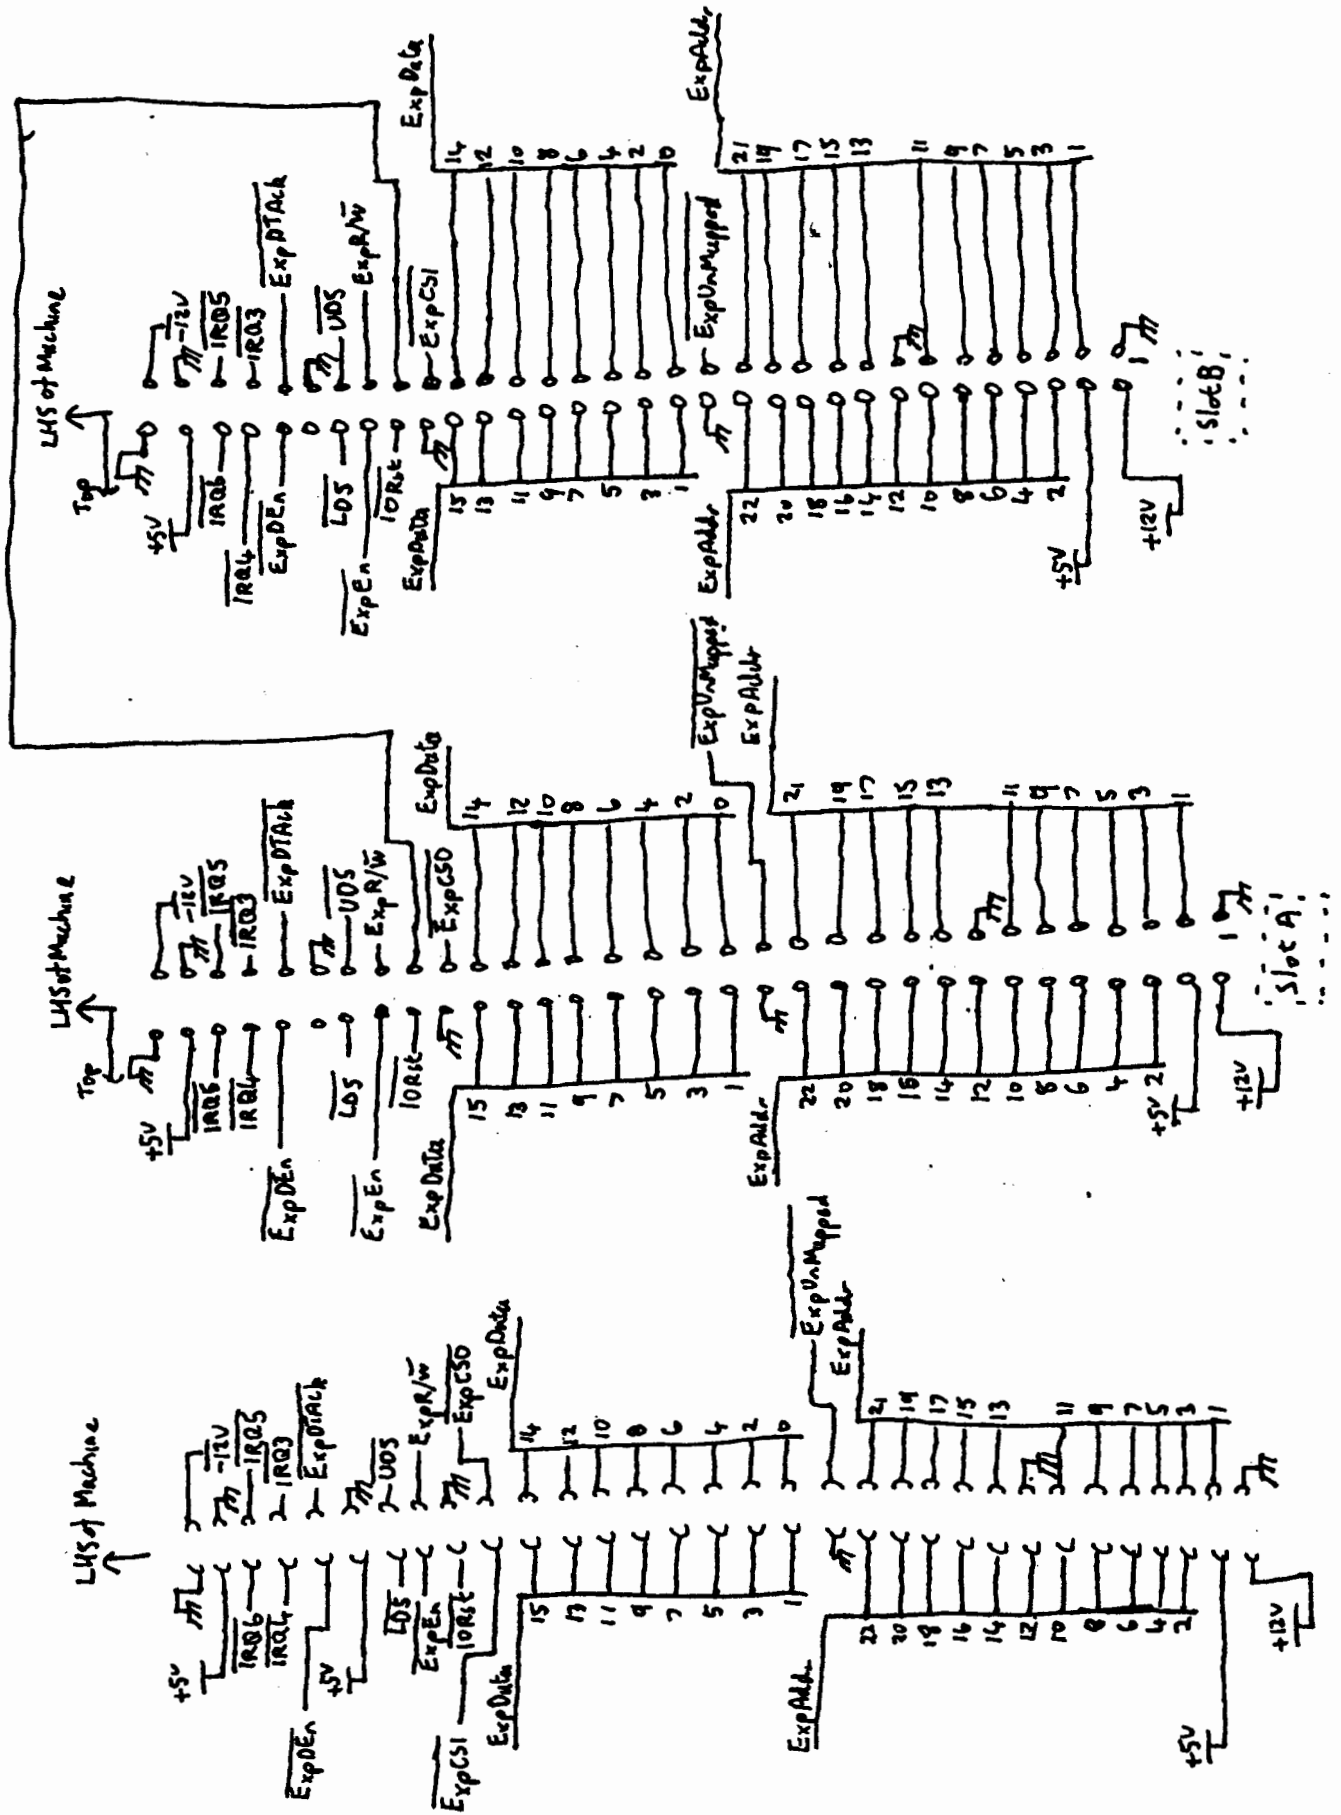 LHS of Machine
+5V
-12V
IRQ6
IRQ5
IRQ4
IRQ3
ExpDEn
ExpDTAck
+5V
LDS
UDS
ExpEn
ExpR/W
IORst
ExpCS1
ExpCS0
ExpData
ExpData
15 14
13 12
11 10
9 8
7 6
5 4
3 2
1 0
ExpUnMapped
ExpAddr
ExpAddr
22 21
20 19
18 17
16 15
14 13
12
10 11
8 9
6 7
4 5
2 3
1
+5V
+12V
LHS of Machine
Top
+5V
-12V
IRQ6
IRQ5
IRQ4
IRQ3
ExpDEn
ExpDTAck
LDS
UDS
ExpEn
ExpR/W
IORst
ExpCS0
ExpData
ExpData
15 14
13 12
11 10
9 8
7 6
5 4
3 2
1 0
ExpUnMapped
ExpAddr
ExpAddr
22 21
20 19
18 17
16 15
14 13
12
10 11
8 9
6 7
4 5
2 3
1
+5V
+12V
1
Slot A
LHS of Machine
Top
+5V
-12V
IRQ6
IRQ5
IRQ4
IRQ3
ExpDEn
ExpDTAck
LDS
UDS
ExpEn
ExpR/W
IORst
ExpCS1
ExpData
ExpData
15 14
13 12
11 10
9 8
7 6
5 4
3 2
1 0
ExpUnMapped
ExpAddr
ExpAddr
22 21
20 19
18 17
16 15
14 13
12
10 11
8 9
6 7
4 5
2 3
1
+5V
+12V
1
Slot B